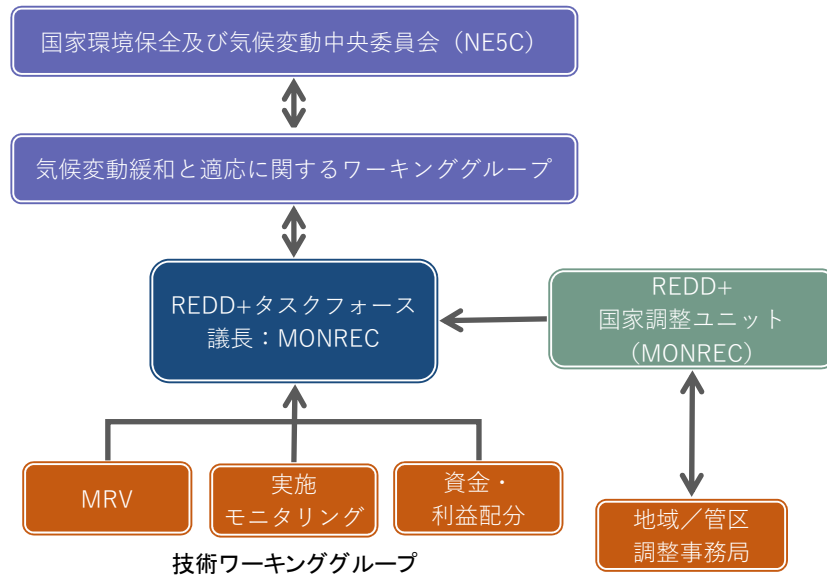 国家環境保全及び気候変動中央委員会（NE5C）
気候変動緩和と適応に関するワーキンググループ
REDD+タスクフォース
議長：MONREC
REDD+
国家調整ユニット
（MONREC）
MRV
実施
モニタリング
資金・
利益配分
地域／管区
調整事務局
技術ワーキンググループ